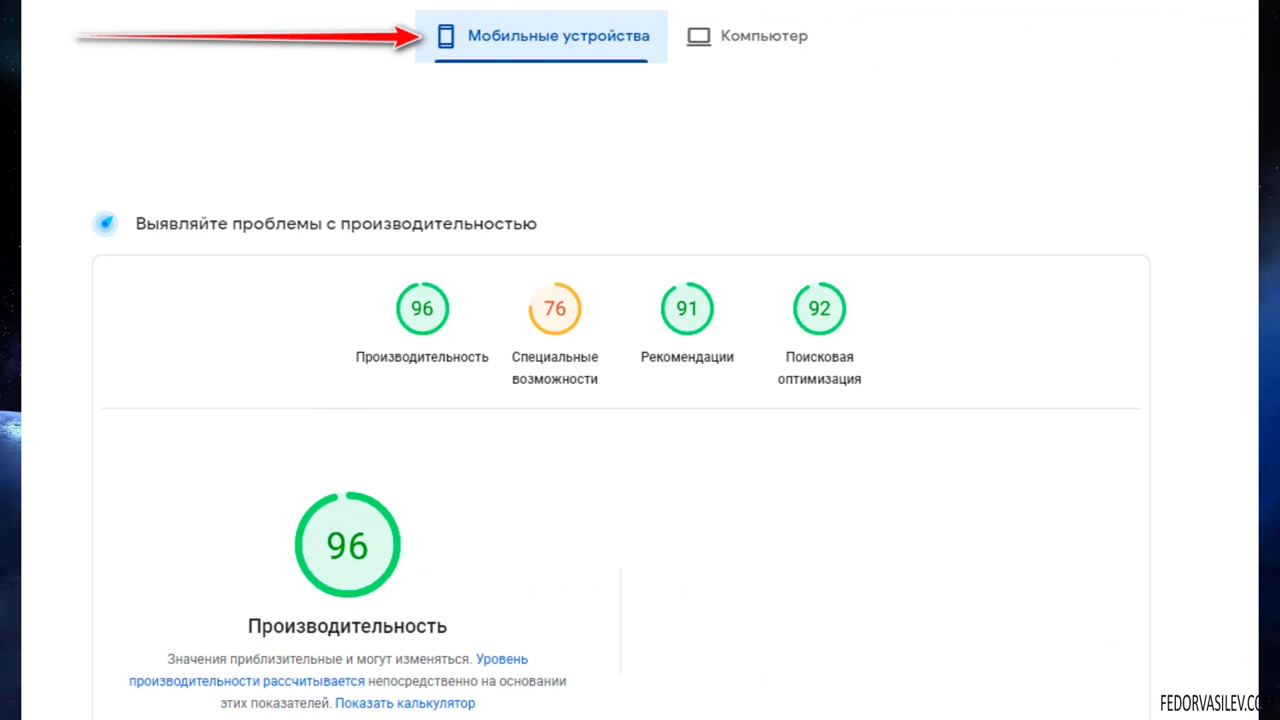 Мобильные устройства
Компьютер
Выявляйте проблемы с производительностью
96
76
91
92
Производительность
Специальные
возможности
Рекомендации
Поисковая
оптимизация
96
Производительность
Значения приблизительные и могут изменяться. Уровень
производительности рассчитывается непосредственно на основании
этих показателей. Показать калькулятор
FEDORVASILEV.CO